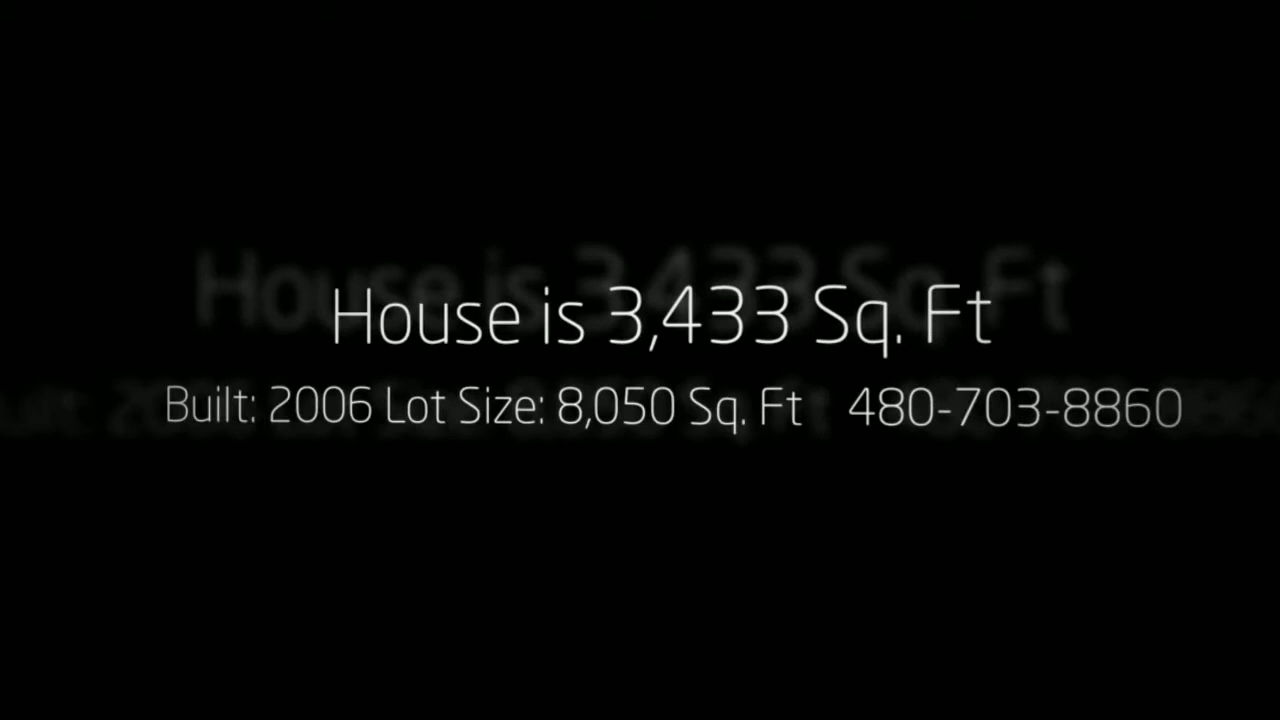 House is 3,433 Sq. Ft
Built: 2006 Lot Size: 8,050 Sq. Ft 480-703-8860